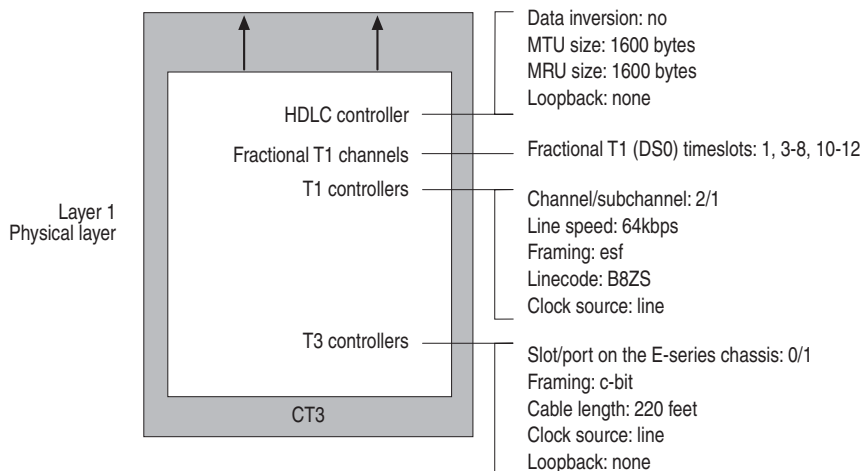 Data inversion: no
MTU size: 1600 bytes
MRU size: 1600 bytes
Loopback: none
HDLC controller
Fractional T1 channels
Fractional T1 (DS0) timeslots: 1, 3-8, 10-12
T1 controllers
Channel/subchannel: 2/1
Line speed: 64kbps
Framing: esf
Linecode: B8ZS
Clock source: line
Layer 1
Physical layer
T3 controllers
Slot/port on the E-series chassis: 0/1
Framing: c-bit
Cable length: 220 feet
Clock source: line
Loopback: none
CT3